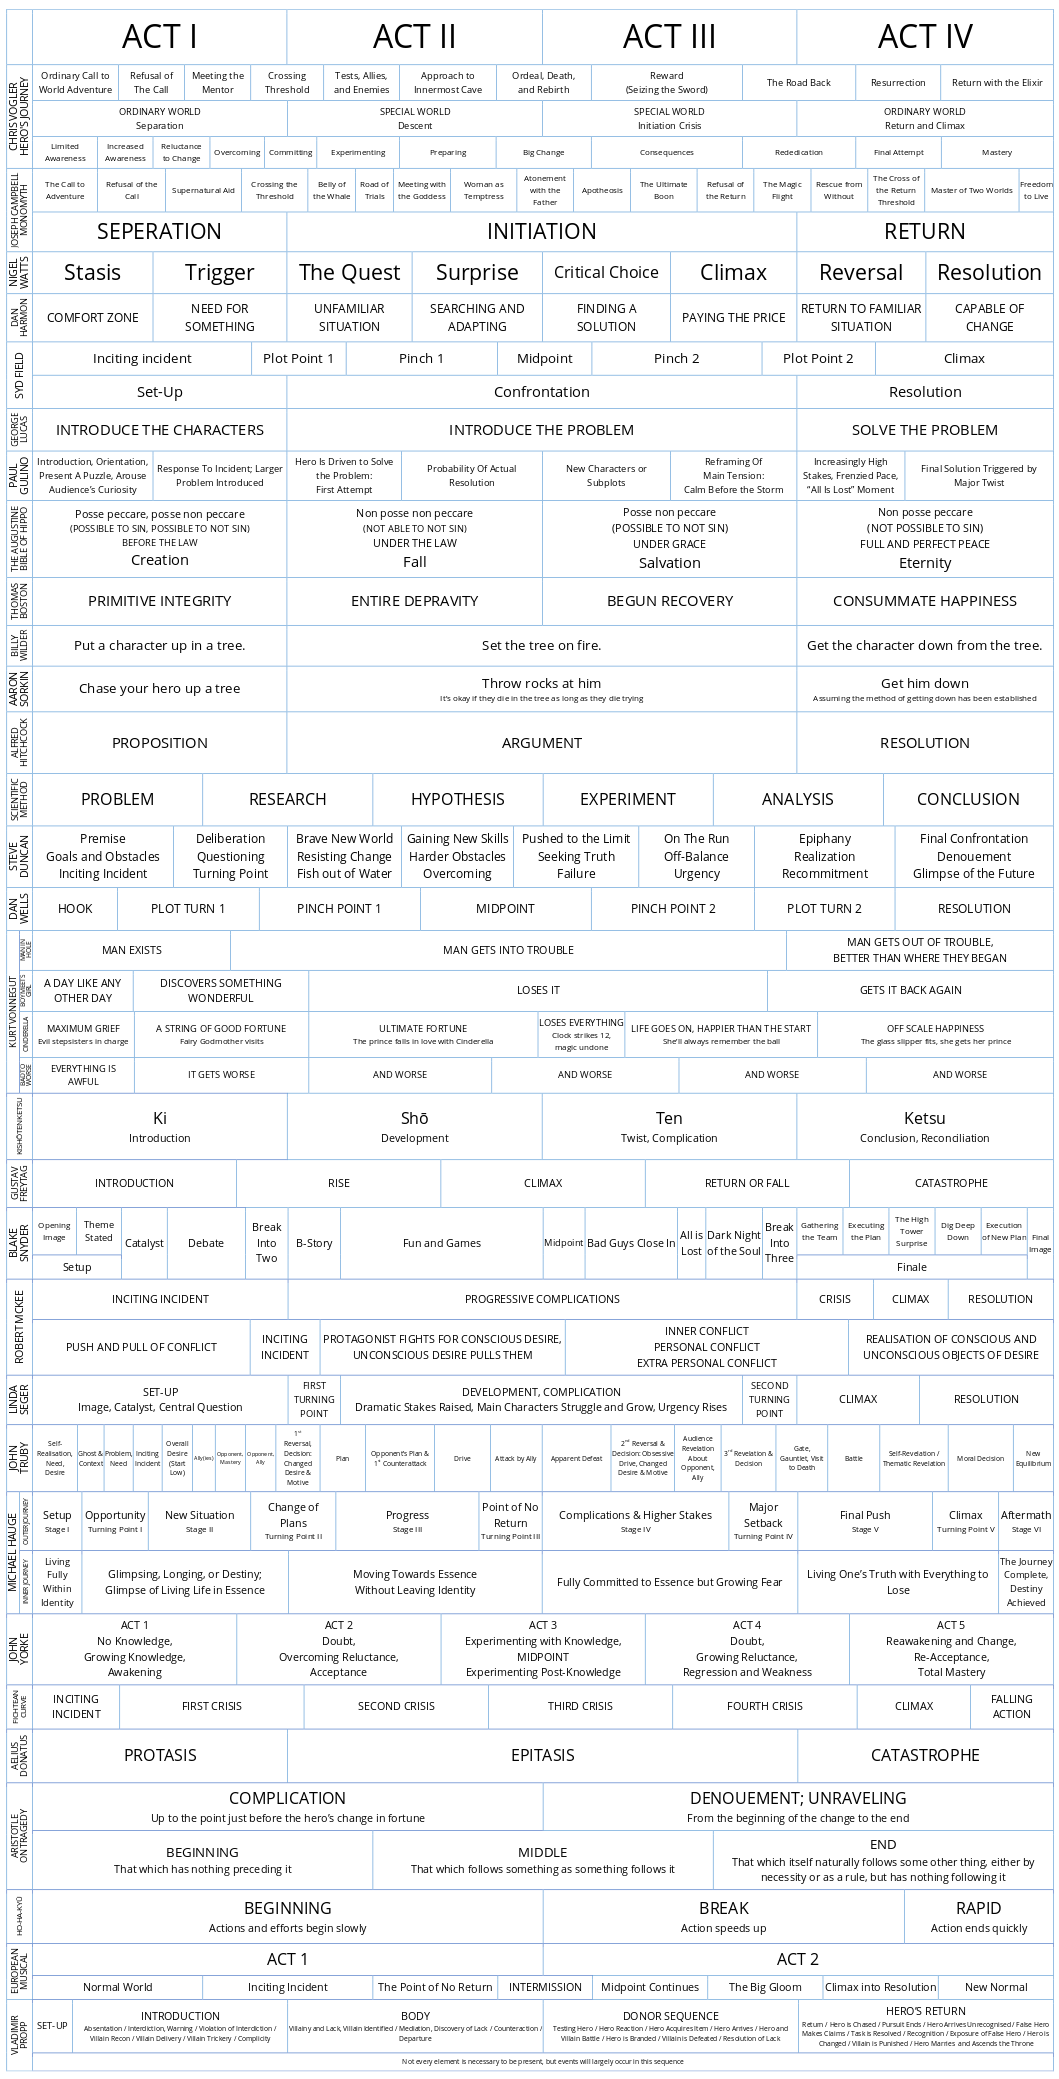 ACT I
ACT II
ACT III
ACT IV
CHRIS VOGLER
HERO'S JOURNEY
Ordinary Call to
World Adventure
Refusal of
The Call
Meeting the
Mentor
Crossing
Threshold
Tests, Allies,
and Enemies
Approach to
Innermost Cave
Ordeal, Death,
and Rebirth
Reward
(Seizing the Sword)
The Road Back
Resurrection
Return with the Elixir
ORDINARY WORLD
Separation
SPECIAL WORLD
Descent
SPECIAL WORLD
Initiation Crisis
ORDINARY WORLD
Return and Climax
Limited
Awareness
Increased
Awareness
Reluctance
to Change
Overcoming
Committing
Experimenting
Preparing
Big Change
Consequences
Rededication
Final Attempt
Mastery
JOSEPH CAMPBELL
MONOMYTH
The Call to
Adventure
Refusal of the
Call
Supernatural Aid
Crossing the
Threshold
Belly of
the Whale
Road of
Trials
Meeting with
the Goddess
Woman as
Temptress
Atonement
with the
Father
Apotheosis
The Ultimate
Boon
Refusal of
the Return
The Magic
Flight
Rescue from
Without
The Cross of
the Return
Threshold
Master of Two Worlds
Freedom
to Live
SEPERATION
INITIATION
RETURN
NIGEL
WATTS
Stasis
Trigger
The Quest
Surprise
Critical Choice
Climax
Reversal
Resolution
DAN
HARMON
COMFORT ZONE
NEED FOR
SOMETHING
UNFAMILIAR
SITUATION
SEARCHING AND
ADAPTING
FINDING A
SOLUTION
PAYING THE PRICE
RETURN TO FAMILIAR
SITUATION
CAPABLE OF
CHANGE
SYD FIELD
Inciting incident
Plot Point 1
Pinch 1
Midpoint
Pinch 2
Plot Point 2
Climax
Set-Up
Confrontation
Resolution
GEORGE
LUCAS
INTRODUCE THE CHARACTERS
INTRODUCE THE PROBLEM
SOLVE THE PROBLEM
PAUL
GULINO
Introduction, Orientation,
Present A Puzzle, Arouse
Audience's Curiosity
Response To Incident; Larger
Problem Introduced
Hero Is Driven to Solve
the Problem:
First Attempt
Probability Of Actual
Resolution
New Characters or
Subplots
Reframing Of
Main Tension:
Calm Before the Storm
Increasingly High
Stakes, Frenzied Pace,
“All Is Lost” Moment
Final Solution Triggered by
Major Twist
THE AUGUSTINE
BIBLE OF HIPPO
Posse peccare, posse non peccare
(POSSIBLE TO SIN, POSSIBLE TO NOT SIN)
BEFORE THE LAW
Creation
Non posse non peccare
(NOT ABLE TO NOT SIN)
UNDER THE LAW
Fall
Posse non peccare
(POSSIBLE TO NOT SIN)
UNDER GRACE
Salvation
Non posse peccare
(NOT POSSIBLE TO SIN)
FULL AND PERFECT PEACE
Eternity
THOMAS
BOSTON
PRIMITIVE INTEGRITY
ENTIRE DEPRAVITY
BEGUN RECOVERY
CONSUMMATE HAPPINESS
BILLY
WILDER
Put a character up in a tree.
Set the tree on fire.
Get the character down from the tree.
AARON
SORKIN
Chase your hero up a tree
Throw rocks at him
It's okay if they die in the tree as long as they die trying
Get him down
Assuming the method of getting down has been established
ALFRED
HITCHCOCK
PROPOSITION
ARGUMENT
RESOLUTION
SCIENTIFIC
METHOD
PROBLEM
RESEARCH
HYPOTHESIS
EXPERIMENT
ANALYSIS
CONCLUSION
STEVE
DUNCAN
Premise
Goals and Obstacles
Inciting Incident
Deliberation
Questioning
Turning Point
Brave New World
Resisting Change
Fish out of Water
Gaining New Skills
Harder Obstacles
Overcoming
Pushed to the Limit
Seeking Truth
Failure
On The Run
Off-Balance
Urgency
Epiphany
Realization
Recommitment
Final Confrontation
Denouement
Glimpse of the Future
DAN
WELLS
HOOK
PLOT TURN 1
PINCH POINT 1
MIDPOINT
PINCH POINT 2
PLOT TURN 2
RESOLUTION
KURT VONNEGUT
MAN IN
HOLE
MAN EXISTS
MAN GETS INTO TROUBLE
MAN GETS OUT OF TROUBLE,
BETTER THAN WHERE THEY BEGAN
BOY MEETS
GIRL
A DAY LIKE ANY
OTHER DAY
DISCOVERS SOMETHING
WONDERFUL
LOSES IT
GETS IT BACK AGAIN
CINDERELLA
MAXIMUM GRIEF
Evil stepsisters in charge
A STRING OF GOOD FORTUNE
Fairy Godmother visits
ULTIMATE FORTUNE
The prince falls in love with Cinderella
LOSES EVERYTHING
Clock strikes 12,
magic undone
LIFE GOES ON, HAPPIER THAN THE START
She'll always remember the ball
OFF SCALE HAPPINESS
The glass slipper fits, she gets her prince
BAD TO
WORSE
EVERYTHING IS
AWFUL
IT GETS WORSE
AND WORSE
AND WORSE
AND WORSE
AND WORSE
KISHŌTENKETSU
Ki
Introduction
Shō
Development
Ten
Twist, Complication
Ketsu
Conclusion, Reconciliation
GUSTAV
FREYTAG
INTRODUCTION
RISE
CLIMAX
RETURN OR FALL
CATASTROPHE
BLAKE
SNYDER
Opening
Image
Theme
Stated
Setup
Catalyst
Debate
Break
Into
Two
B-Story
Fun and Games
Midpoint
Bad Guys Close In
All is
Lost
Dark Night
of the Soul
Break
Into
Three
Gathering
the Team
Executing
the Plan
The High
Tower
Surprise
Dig Deep
Down
Execution
of New Plan
Finale
Final
Image
ROBERT MCKEE
INCITING INCIDENT
PROGRESSIVE COMPLICATIONS
CRISIS
CLIMAX
RESOLUTION
PUSH AND PULL OF CONFLICT
INCITING
INCIDENT
PROTAGONIST FIGHTS FOR CONSCIOUS DESIRE,
UNCONSCIOUS DESIRE PULLS THEM
INNER CONFLICT
PERSONAL CONFLICT
EXTRA PERSONAL CONFLICT
REALISATION OF CONSCIOUS AND
UNCONSCIOUS OBJECTS OF DESIRE
LINDA
SEGER
SET-UP
Image, Catalyst, Central Question
FIRST
TURNING
POINT
DEVELOPMENT, COMPLICATION
Dramatic Stakes Raised, Main Characters Struggle and Grow, Urgency Rises
SECOND
TURNING
POINT
CLIMAX
RESOLUTION
JOHN
TRUBY
Self-
Realisation,
Need,
Desire
Ghost &
Context
Problem,
Need
Inciting
Incident
Overall
Desire
(Start
Low)
Ally(ies)
Opponent,
Mastery
Opponent,
Ally
1st
Reversal,
Decision:
Changed
Desire &
Motive
Plan
Opponent's Plan &
1st Counterattack
Drive
Attack by Ally
Apparent Defeat
2nd Reversal &
Decision: Obsessive
Drive, Changed
Desire & Motive
Audience
Revelation
About
Opponent,
Ally
3rd Revelation &
Decision
Gate,
Gauntlet, Visit
to Death
Battle
Self-Revelation /
Thematic Revelation
Moral Decision
New
Equilibrium
MICHAEL HAUGE
OUTER JOURNEY
Setup
Stage I
Opportunity
Turning Point I
New Situation
Stage II
Change of
Plans
Turning Point II
Progress
Stage III
Point of No
Return
Turning Point III
Complications & Higher Stakes
Stage IV
Major
Setback
Turning Point IV
Final Push
Stage V
Climax
Turning Point V
Aftermath
Stage VI
INNER JOURNEY
Living
Fully
Within
Identity
Glimpsing, Longing, or Destiny;
Glimpse of Living Life in Essence
Moving Towards Essence
Without Leaving Identity
Fully Committed to Essence but Growing Fear
Living One's Truth with Everything to
Lose
The Journey
Complete,
Destiny
Achieved
JOHN
YORKE
ACT 1
No Knowledge,
Growing Knowledge,
Awakening
ACT 2
Doubt,
Overcoming Reluctance,
Acceptance
ACT 3
Experimenting with Knowledge,
MIDPOINT
Experimenting Post-Knowledge
ACT 4
Doubt,
Growing Reluctance,
Regression and Weakness
ACT 5
Reawakening and Change,
Re-Acceptance,
Total Mastery
FICHTEAN
CURVE
INCITING
INCIDENT
FIRST CRISIS
SECOND CRISIS
THIRD CRISIS
FOURTH CRISIS
CLIMAX
FALLING
ACTION
AELIUS
DONATUS
PROTASIS
EPITASIS
CATASTROPHE
ARISTOTLE
ON TRAGEDY
COMPLICATION
Up to the point just before the hero's change in fortune
DENOUEMENT; UNRAVELING
From the beginning of the change to the end
BEGINNING
That which has nothing preceding it
MIDDLE
That which follows something as something follows it
END
That which itself naturally follows some other thing, either by
necessity or as a rule, but has nothing following it
HO-HA-KYO
BEGINNING
Actions and efforts begin slowly
BREAK
Action speeds up
RAPID
Action ends quickly
EUROPEAN
MUSICAL
ACT 1
ACT 2
Normal World
Inciting Incident
The Point of No Return
INTERMISSION
Midpoint Continues
The Big Gloom
Climax into Resolution
New Normal
VLADIMIR
PROPP
SET-UP
INTRODUCTION
Absentation / Interdiction, Warning / Violation of Interdiction /
Villain Recon / Villain Delivery / Villain Trickery / Complicity
BODY
Villainy and Lack, Villain Identified / Mediation, Discovery of Lack / Counteraction /
Departure
DONOR SEQUENCE
Testing Hero / Hero Reaction / Hero Acquires Item / Hero Arrives / Hero and
Villain Battle / Hero is Branded / Villain is Defeated / Resolution of Lack
HERO'S RETURN
Return / Hero is Chased / Pursuit Ends / Hero Arrives Unrecognised / False Hero
Makes Claims / Task is Resolved / Recognition / Exposure of False Hero / Hero is
Changed / Villain is Punished / Hero Marries and Ascends the Throne
Not every element is necessary to be present, but events will largely occur in this sequence